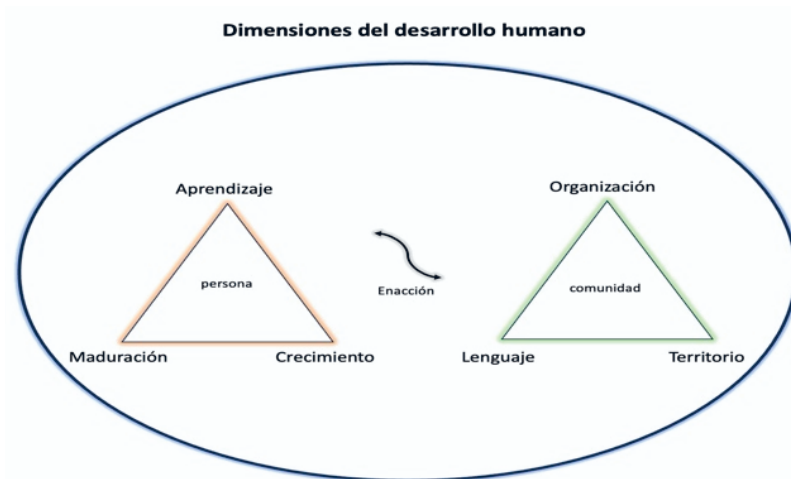 Dimensiones del desarrollo humano
Aprendizaje
Organización
persona
comunidad
Enacción
Maduración
Crecimiento
Lenguaje
Territorio